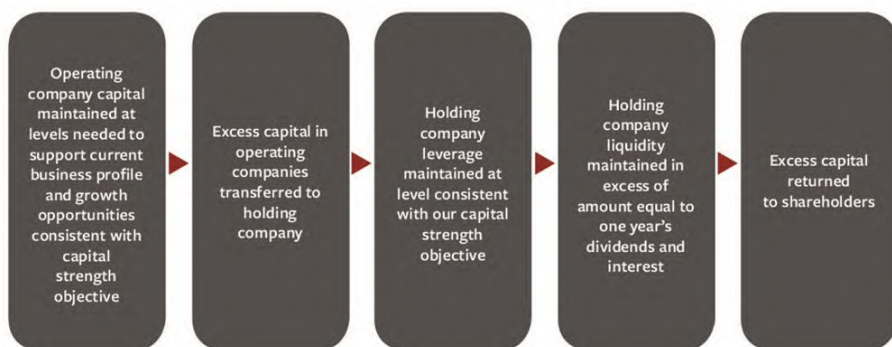 Operating
company capital
maintained at
levels needed to
support current
business profile
and growth
opportunities
consistent with
capital
strength
objective
Excess capital in
operating
companies
transferred to
holding
company
Holding
company
leverage
maintained at
level consistent
with our capital
strength
objective
Holding
company
liquidity
maintained in
excess of
amount equal to
one year's
dividends and
interest
Excess capital
returned
to shareholders